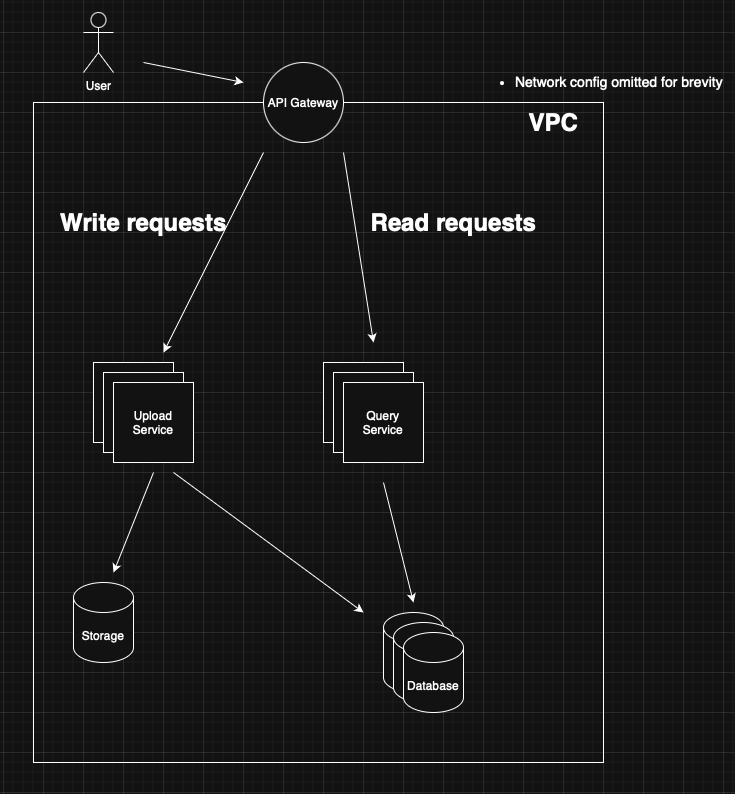 User
API Gateway
• Network config omitted for brevity
VPC
Write requests
Read requests
Upload
Service
Query
Service
Storage
Database